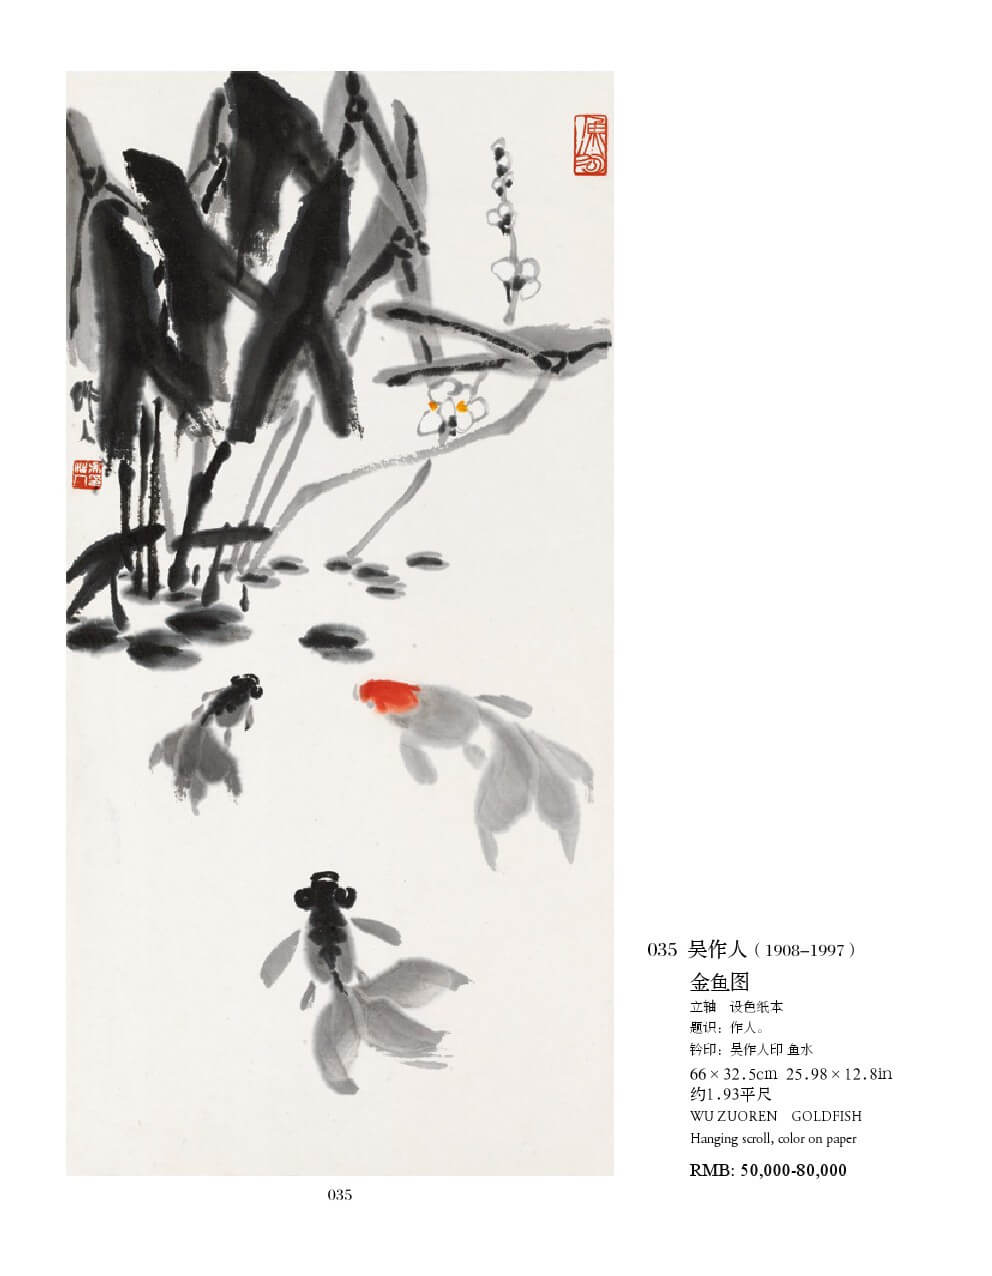 作人
035 吴作人（1908–1997）
金鱼图
立轴 设色纸本
题识：作人。
钤印：吴作人印 鱼水
66×32.5cm 25.98×12.8in
约1.93平尺
WU ZUOREN GOLDFISH
Hanging scroll, color on paper
RMB: 50,000-80,000
035